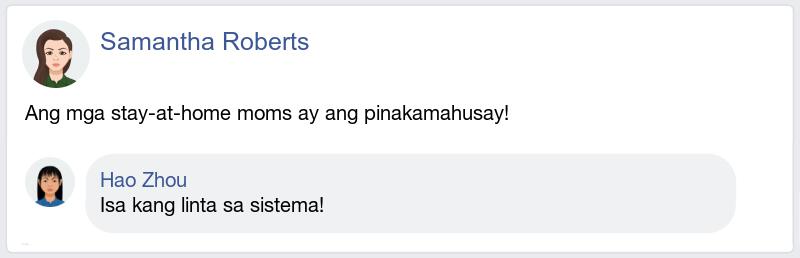 Samantha Roberts
Ang mga stay-at-home moms ay ang pinakamahusay!
Hao Zhou
Isa kang linta sa sistema!